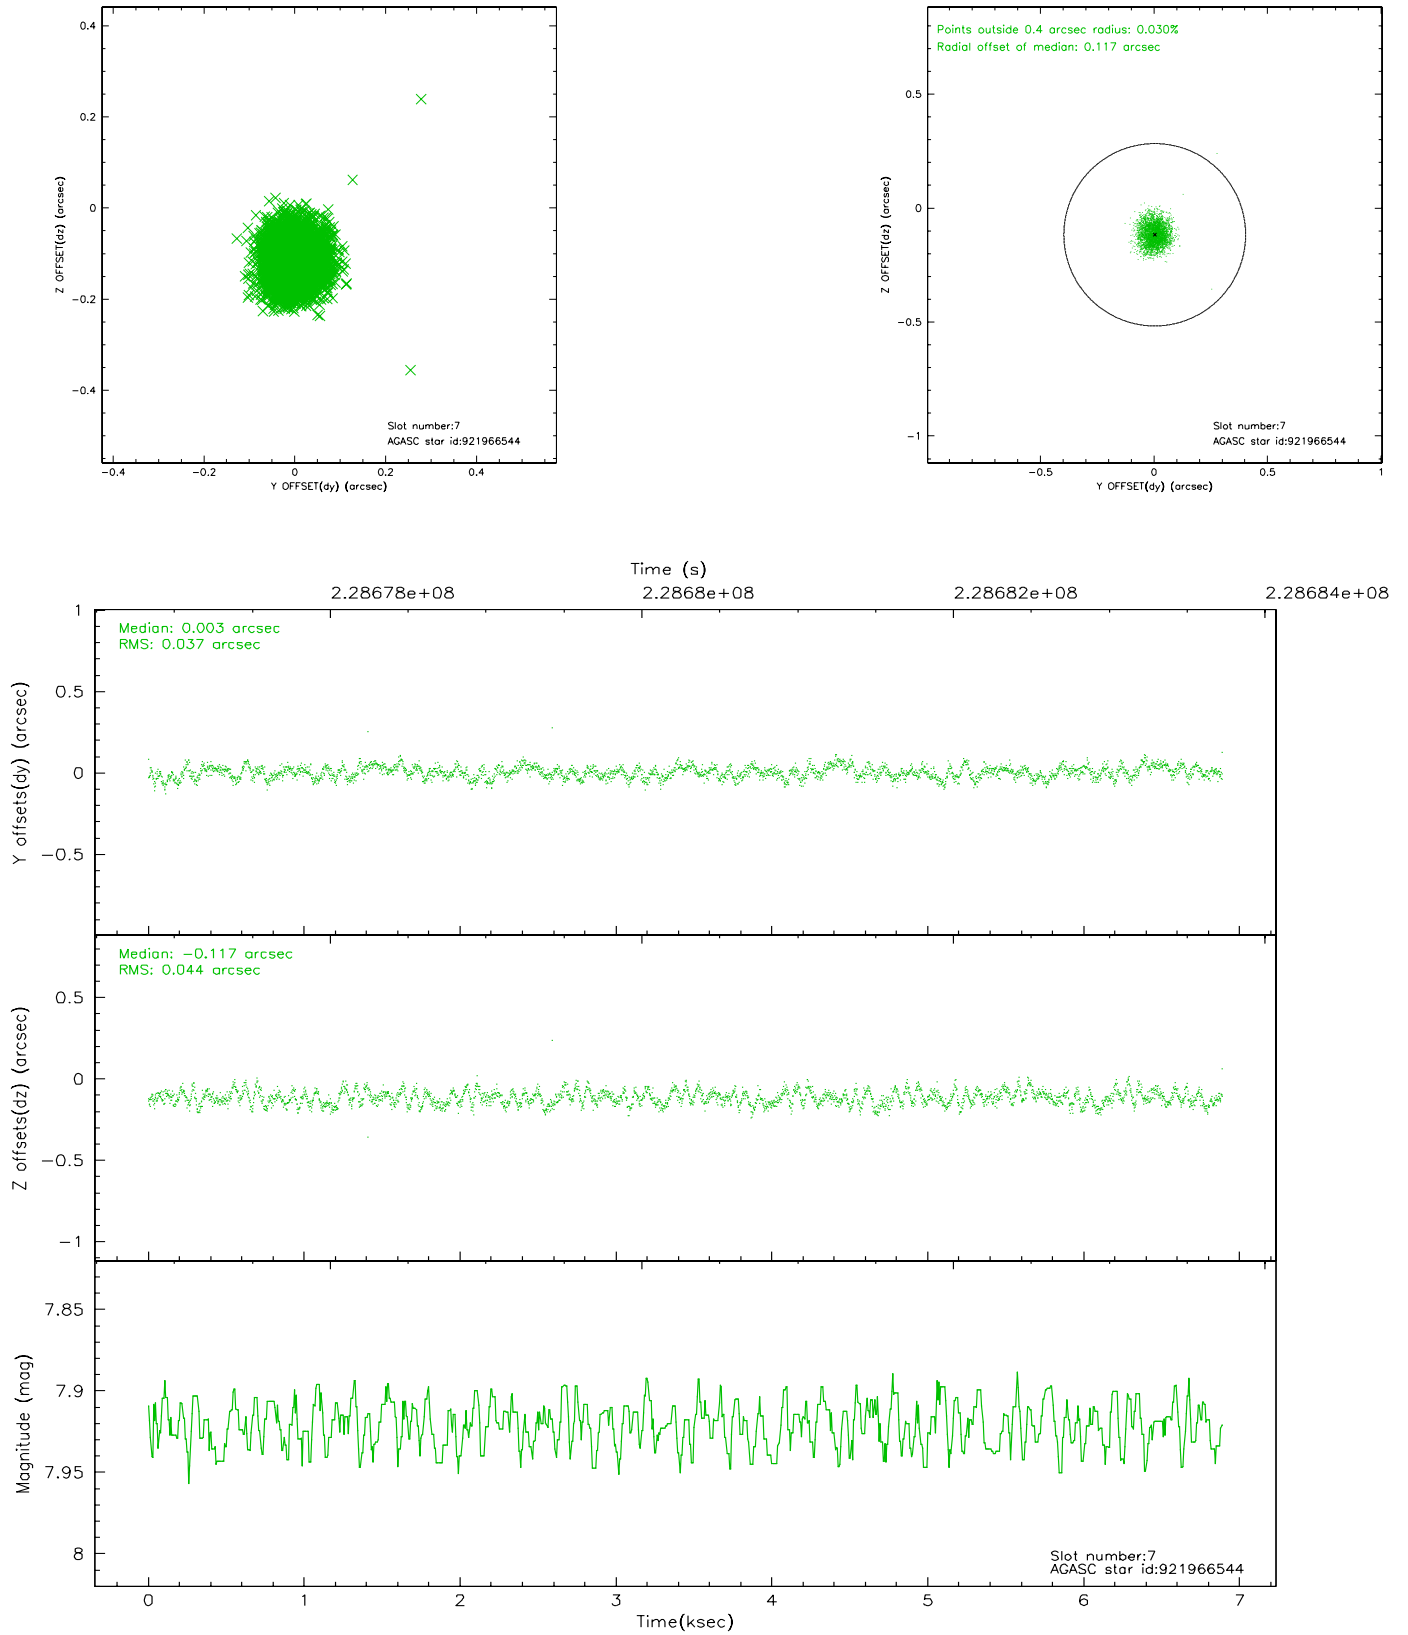 0.4
0.2
0
−0.2
−0.4
Z OFFSET(dz) (arcsec)
Slot number:7
AGASC star id:921966544
−0.4 −0.2 0 0.2 0.4
Y OFFSET(dy) (arcsec)
Points outside 0.4 arcsec radius: 0.030%
Radial offset of median: 0.117 arcsec
0.5
0
−0.5
−1
Z OFFSET(dz) (arcsec)
Slot number:7
AGASC star id:921966544
−0.5 0 0.5 1
Y OFFSET(dy) (arcsec)
Time (s)
2.28678e+08 2.2868e+08 2.28682e+08 2.28684e+08
1
0.5
0
−0.5
Y offsets(dy) (arcsec)
Median: 0.003 arcsec
RMS: 0.037 arcsec
0.5
0
−0.5
−1
Z offsets(dz) (arcsec)
Median: −0.117 arcsec
RMS: 0.044 arcsec
7.85
7.9
7.95
8
Magnitude (mag)
Slot number:7
AGASC star id:921966544
0 1 2 3 4 5 6 7
Time(ksec)